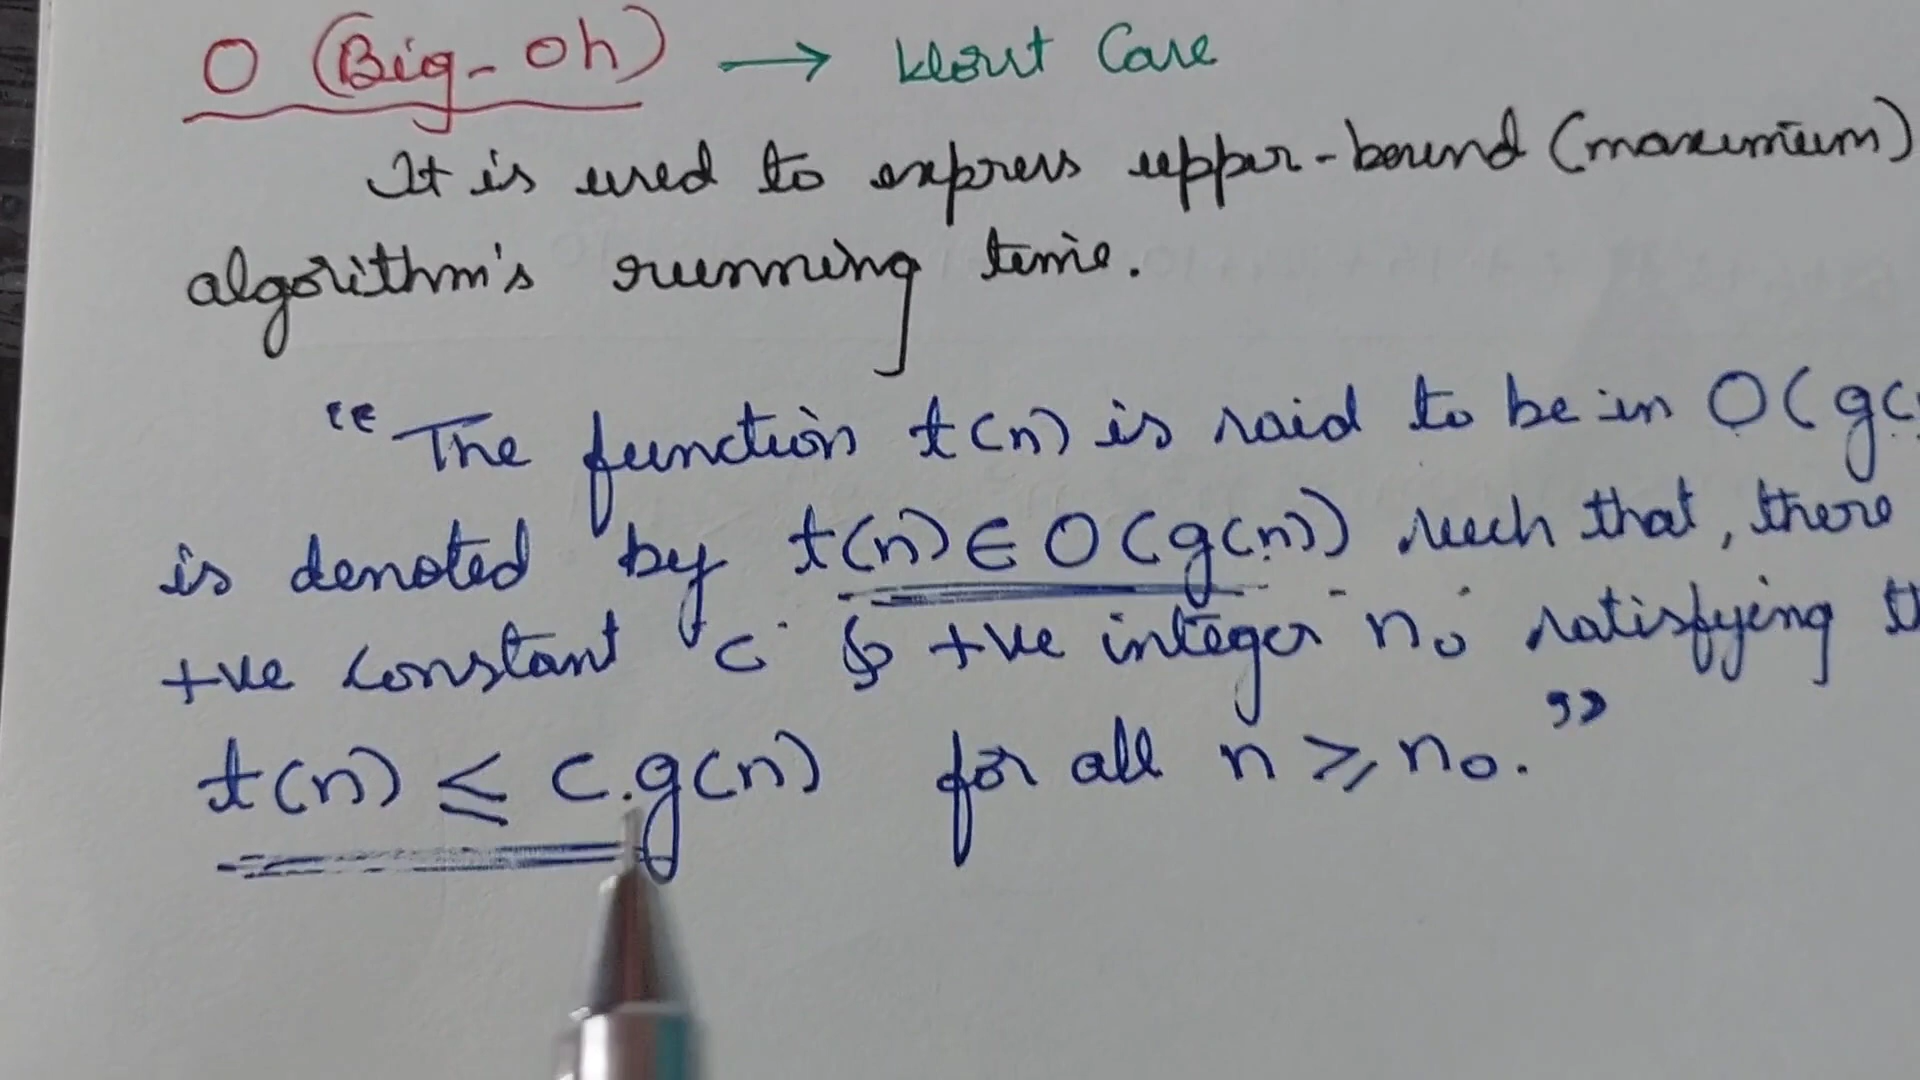 O (Big-Oh) → Worst Case
It is used to express upper-bound (maximum)
algorithm's running time.
“The function t(n) is said to be in O(g(
is denoted by t(n) ∈ O(g(n)) such that, there
+ve constant 'c' & +ve integer 'n₀' satisfying
t(n) ≤ c.g(n) for all n ≥ n₀.”